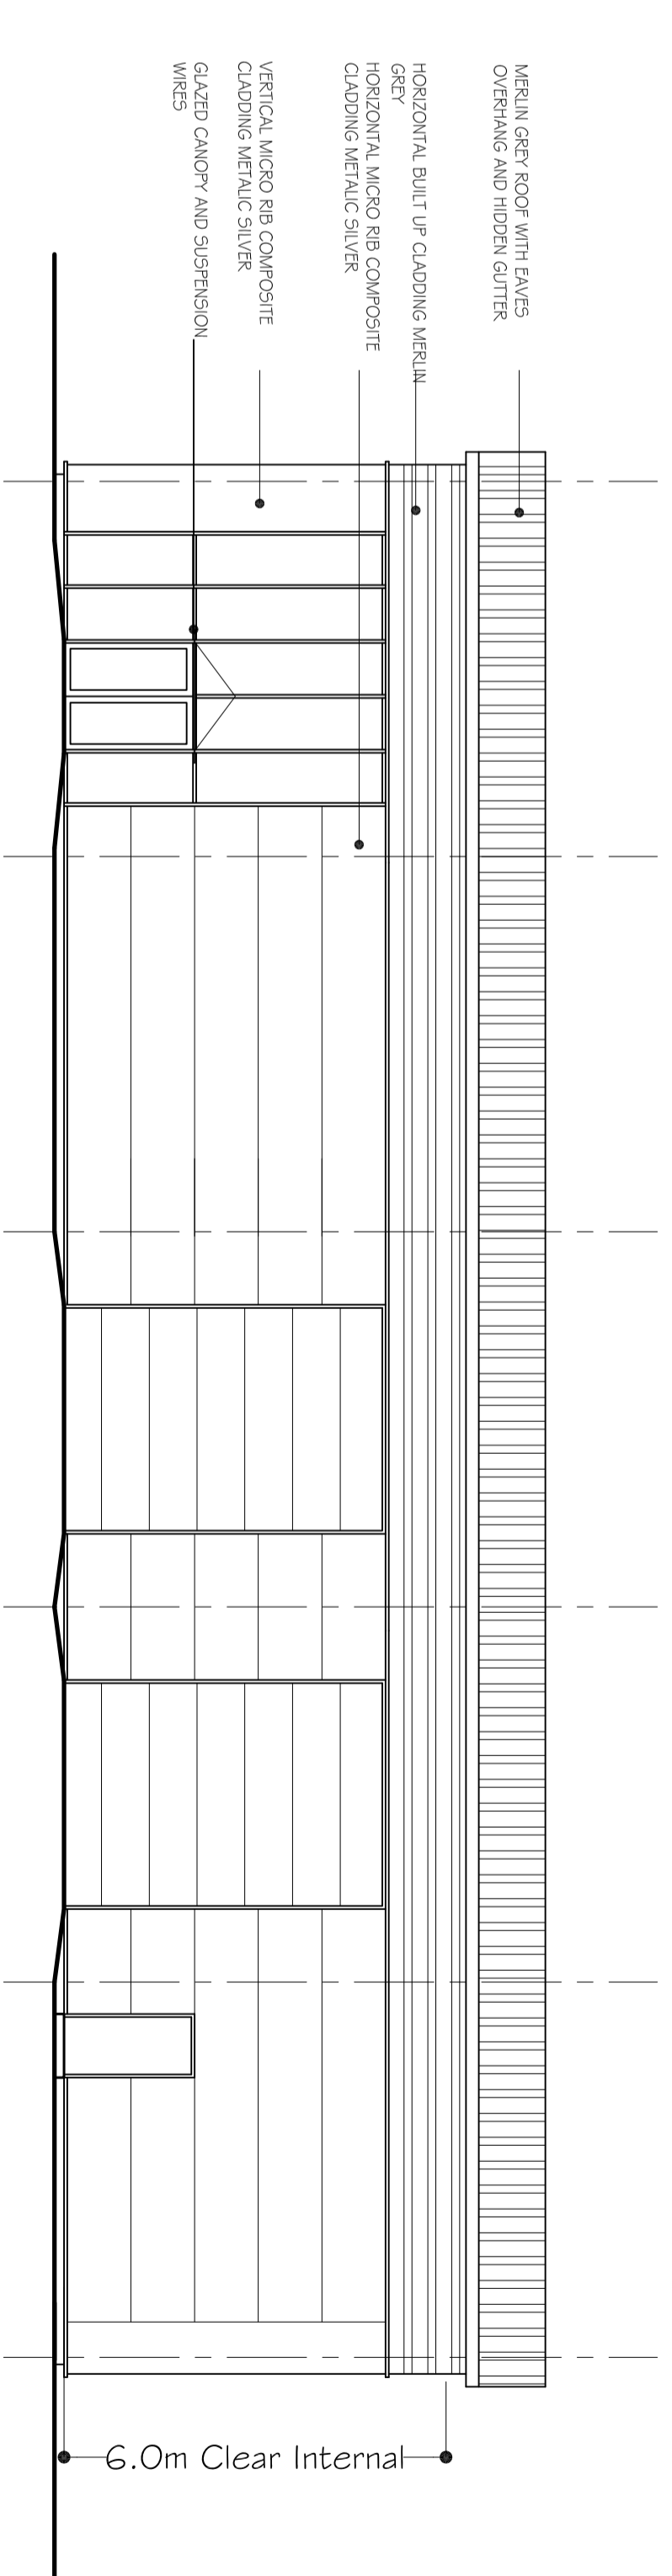 MERLIN GREY ROOF WITH EAVES
OVERHANG AND HIDDEN GUTTER
HORIZONTAL BUILT UP CLADDING MERLIN
GREY
HORIZONTAL MICRO RIB COMPOSITE
CLADDING METALIC SILVER
VERTICAL MICRO RIB COMPOSITE
CLADDING METALIC SILVER
GLAZED CANOPY AND SUSPENSION
WIRES
6.0m Clear Internal